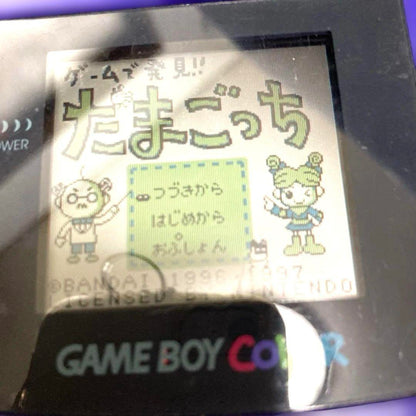 ゲームで発見!!
たまごっち
POWER
つづきから
はじめから
おぷしょん
©BANDAI 1996,1997
LICENSED BY NINTENDO
GAME BOY COLOR